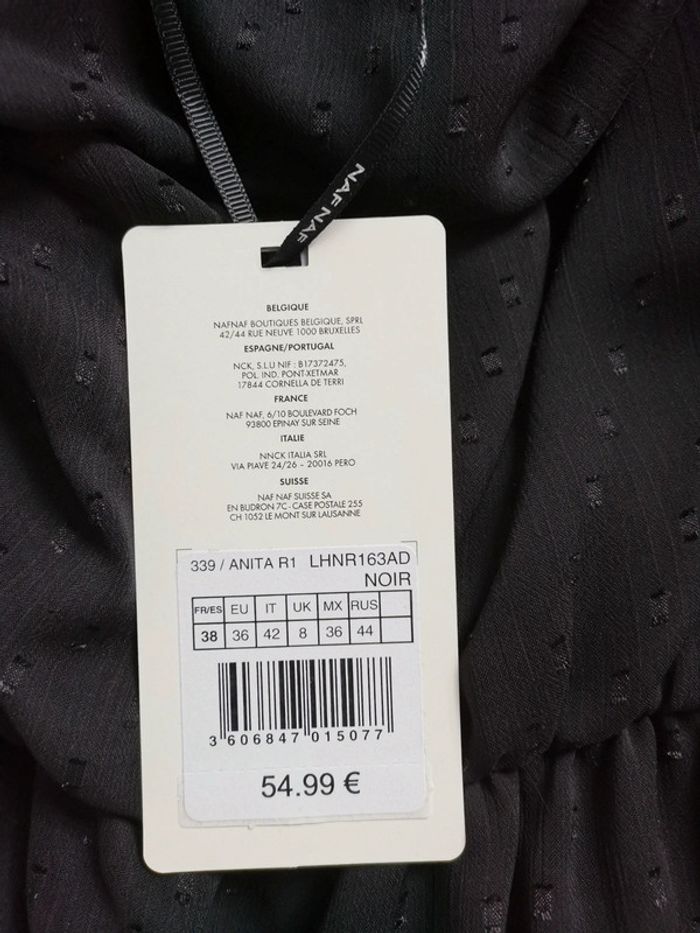 NAF NAF
BELGIQUE
NAFNAF BOUTIQUES BELGIQUE, SPRL
42/44 RUE NEUVE 1000 BRUXELLES
ESPAGNE/PORTUGAL
NCK, S.L.U NIF : B17372475,
POL. IND. PONT-XETMAR
17844 CORNELLA DE TERRI
FRANCE
NAF NAF, 6/10 BOULEVARD FOCH
93800 EPINAY SUR SEINE
ITALIE
NNCK ITALIA SRL
VIA PIAVE 24/26 - 20016 PERO
SUISSE
NAF NAF SUISSE SA
EN BUDRON 7C - CASE POSTALE 255
CH 1052 LE MONT SUR LAUSANNE
339 / ANITA R1 LHNR163AD
NOIR
FR/ES EU IT UK MX RUS
38 36 42 8 36 44
3 606847 015077
54.99 €